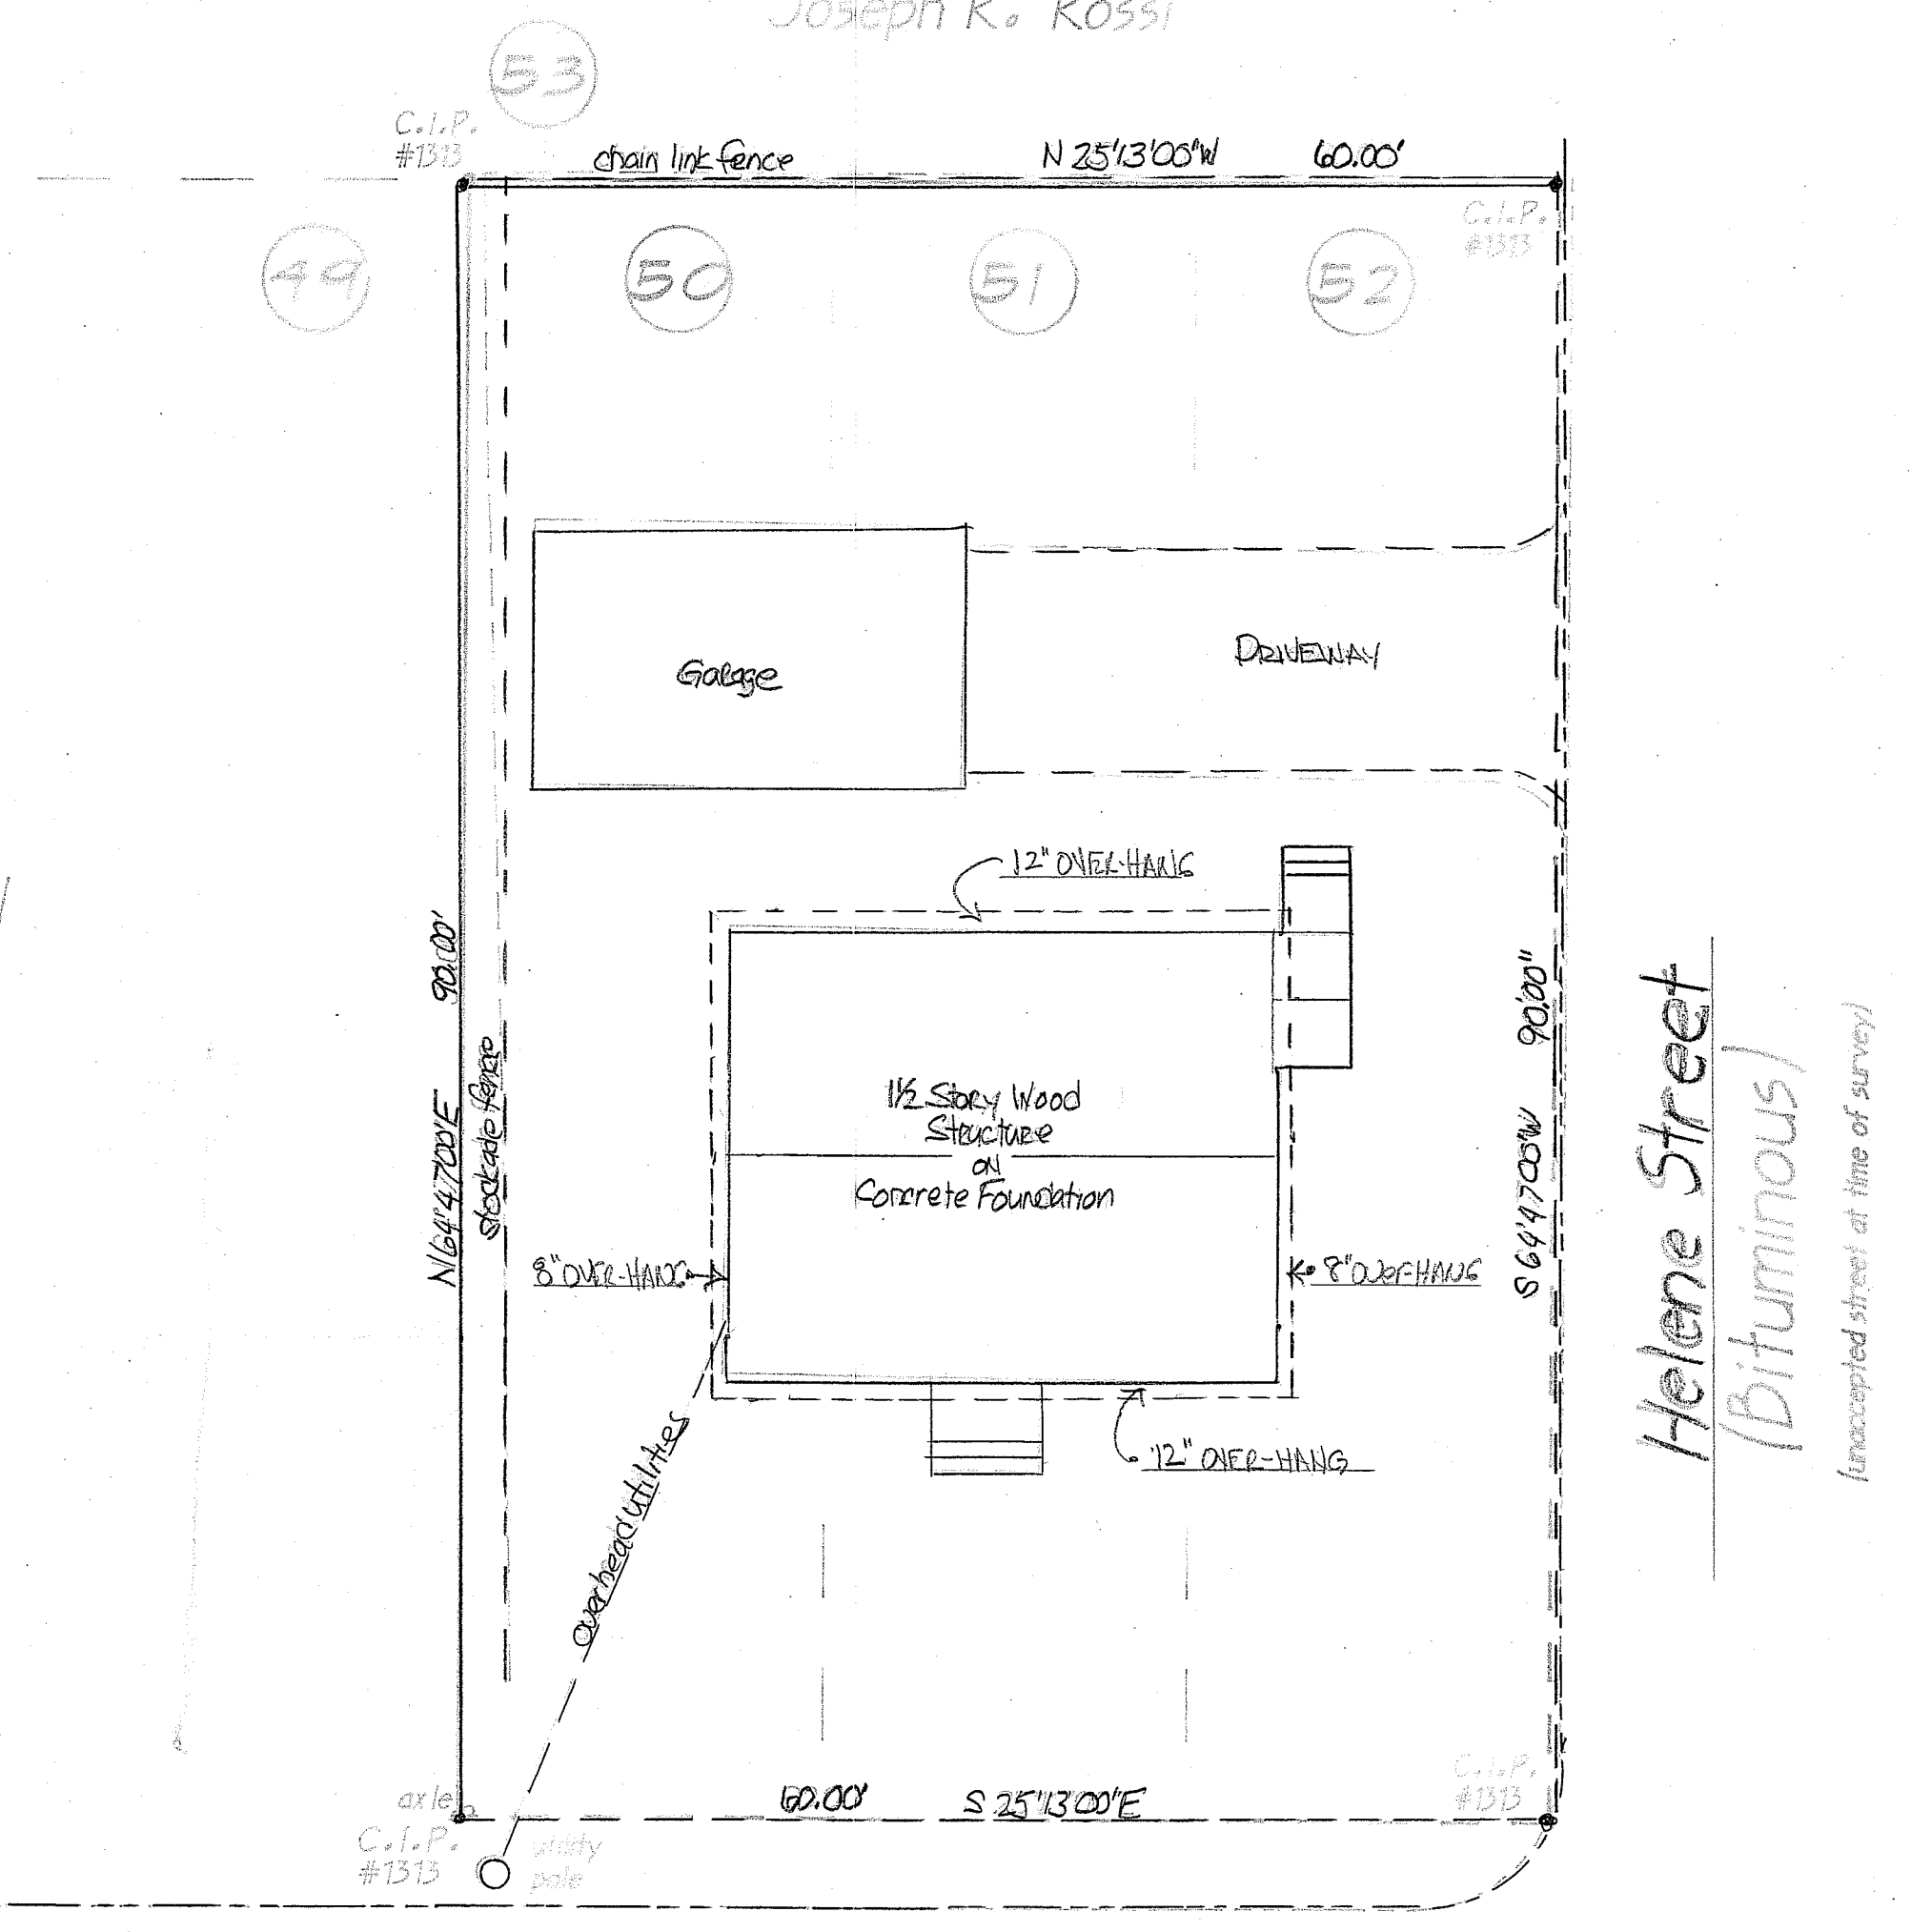 Joseph R. Rossi
53
C.I.P.
#1313
chain link fence
N 25'13'00"W
60.00'
C.I.P.
#1313
49
50
51
52
Garage
DRIVEWAY
12" OVER-HANG
90.00'
N 64'47'00"E
stockade fence
1½ Story Wood
Structure
ON
Concrete Foundation
8" OVER-HANG
8" OVER-HANG
90.00"
S 64'47'00"W
Helene Street
(Bituminous)
(unaccepted street at time of survey)
12" OVER-HANG
overhead utilities
axle
C.I.P.
#1313
utility
pole
60.00'
S 25'13'00"E
C.I.P.
#1313